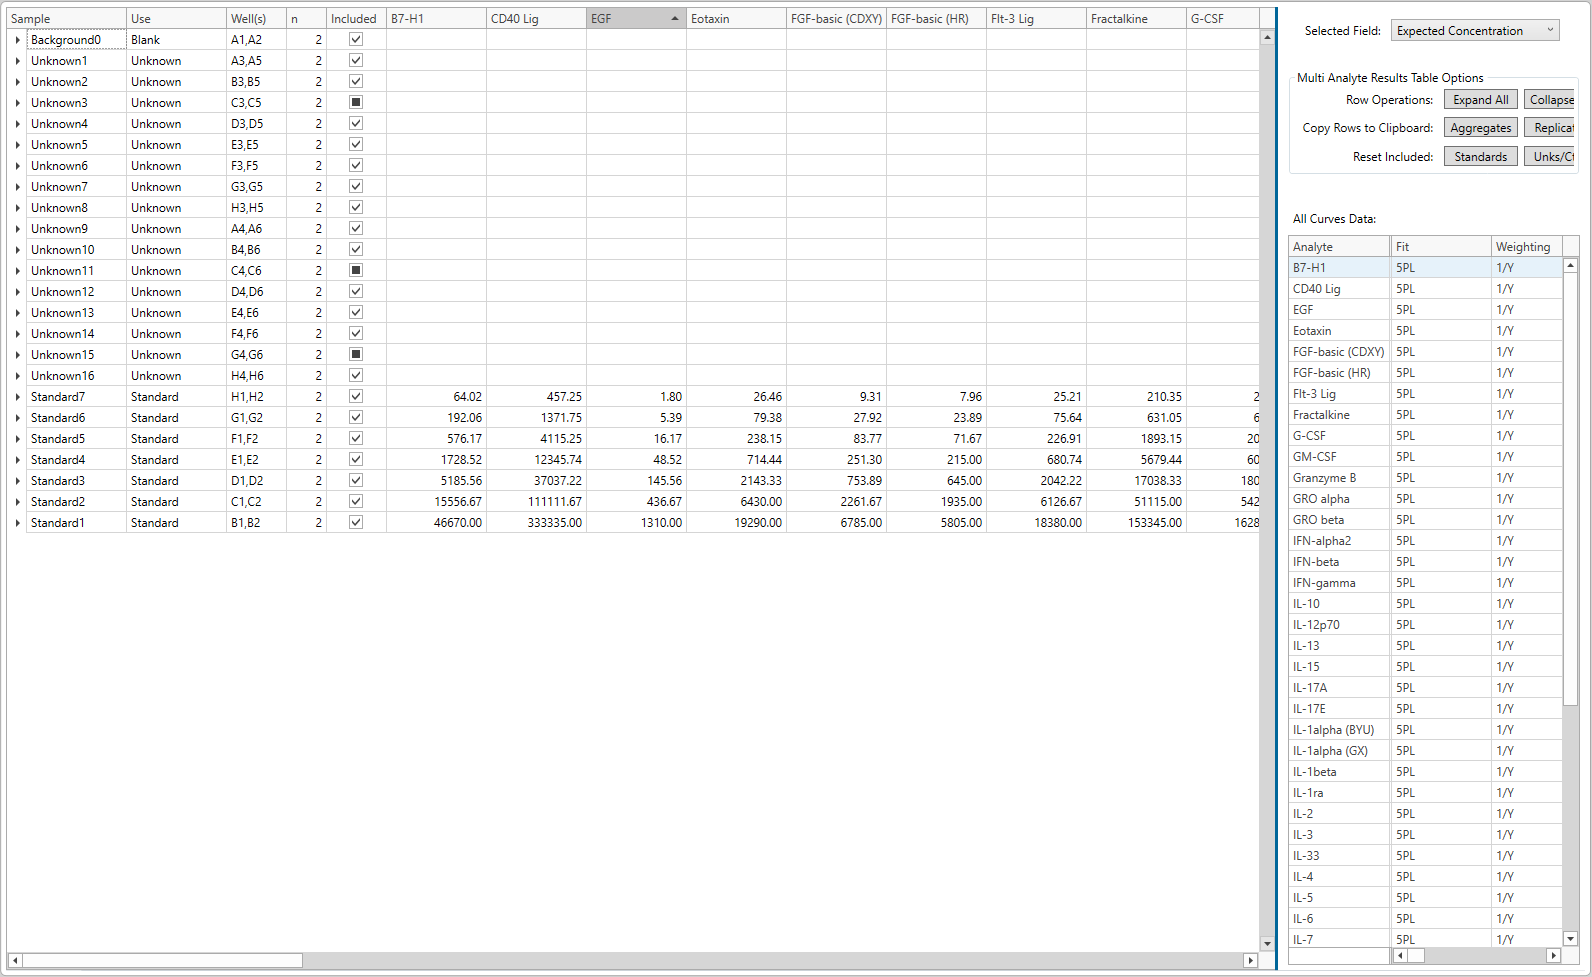 Sample Use Well(s) n Included B7-H1 CD40 Lig EGF Eotaxin FGF-basic (CDXY) FGF-basic (HR) Flt-3 Lig Fractalkine G-CSF
Background0 Blank A1,A2 2
Unknown1 Unknown A3,A5 2
Unknown2 Unknown B3,B5 2
Unknown3 Unknown C3,C5 2
Unknown4 Unknown D3,D5 2
Unknown5 Unknown E3,E5 2
Unknown6 Unknown F3,F5 2
Unknown7 Unknown G3,G5 2
Unknown8 Unknown H3,H5 2
Unknown9 Unknown A4,A6 2
Unknown10 Unknown B4,B6 2
Unknown11 Unknown C4,C6 2
Unknown12 Unknown D4,D6 2
Unknown13 Unknown E4,E6 2
Unknown14 Unknown F4,F6 2
Unknown15 Unknown G4,G6 2
Unknown16 Unknown H4,H6 2
Standard7 Standard H1,H2 2 64.02 457.25 1.80 26.46 9.31 7.96 25.21 210.35 2
Standard6 Standard G1,G2 2 192.06 1371.75 5.39 79.38 27.92 23.89 75.64 631.05 6
Standard5 Standard F1,F2 2 576.17 4115.25 16.17 238.15 83.77 71.67 226.91 1893.15 20
Standard4 Standard E1,E2 2 1728.52 12345.74 48.52 714.44 251.30 215.00 680.74 5679.44 60
Standard3 Standard D1,D2 2 5185.56 37037.22 145.56 2143.33 753.89 645.00 2042.22 17038.33 180
Standard2 Standard C1,C2 2 15556.67 111111.67 436.67 6430.00 2261.67 1935.00 6126.67 51115.00 542
Standard1 Standard B1,B2 2 46670.00 333335.00 1310.00 19290.00 6785.00 5805.00 18380.00 153345.00 1628
Selected Field: Expected Concentration
Multi Analyte Results Table Options
Row Operations: Expand All Collapse
Copy Rows to Clipboard: Aggregates Replicat
Reset Included: Standards Unks/Ct
All Curves Data:
Analyte Fit Weighting
B7-H1 5PL 1/Y
CD40 Lig 5PL 1/Y
EGF 5PL 1/Y
Eotaxin 5PL 1/Y
FGF-basic (CDXY) 5PL 1/Y
FGF-basic (HR) 5PL 1/Y
Flt-3 Lig 5PL 1/Y
Fractalkine 5PL 1/Y
G-CSF 5PL 1/Y
GM-CSF 5PL 1/Y
Granzyme B 5PL 1/Y
GRO alpha 5PL 1/Y
GRO beta 5PL 1/Y
IFN-alpha2 5PL 1/Y
IFN-beta 5PL 1/Y
IFN-gamma 5PL 1/Y
IL-10 5PL 1/Y
IL-12p70 5PL 1/Y
IL-13 5PL 1/Y
IL-15 5PL 1/Y
IL-17A 5PL 1/Y
IL-17E 5PL 1/Y
IL-1alpha (BYU) 5PL 1/Y
IL-1alpha (GX) 5PL 1/Y
IL-1beta 5PL 1/Y
IL-1ra 5PL 1/Y
IL-2 5PL 1/Y
IL-3 5PL 1/Y
IL-33 5PL 1/Y
IL-4 5PL 1/Y
IL-5 5PL 1/Y
IL-6 5PL 1/Y
IL-7 5PL 1/Y